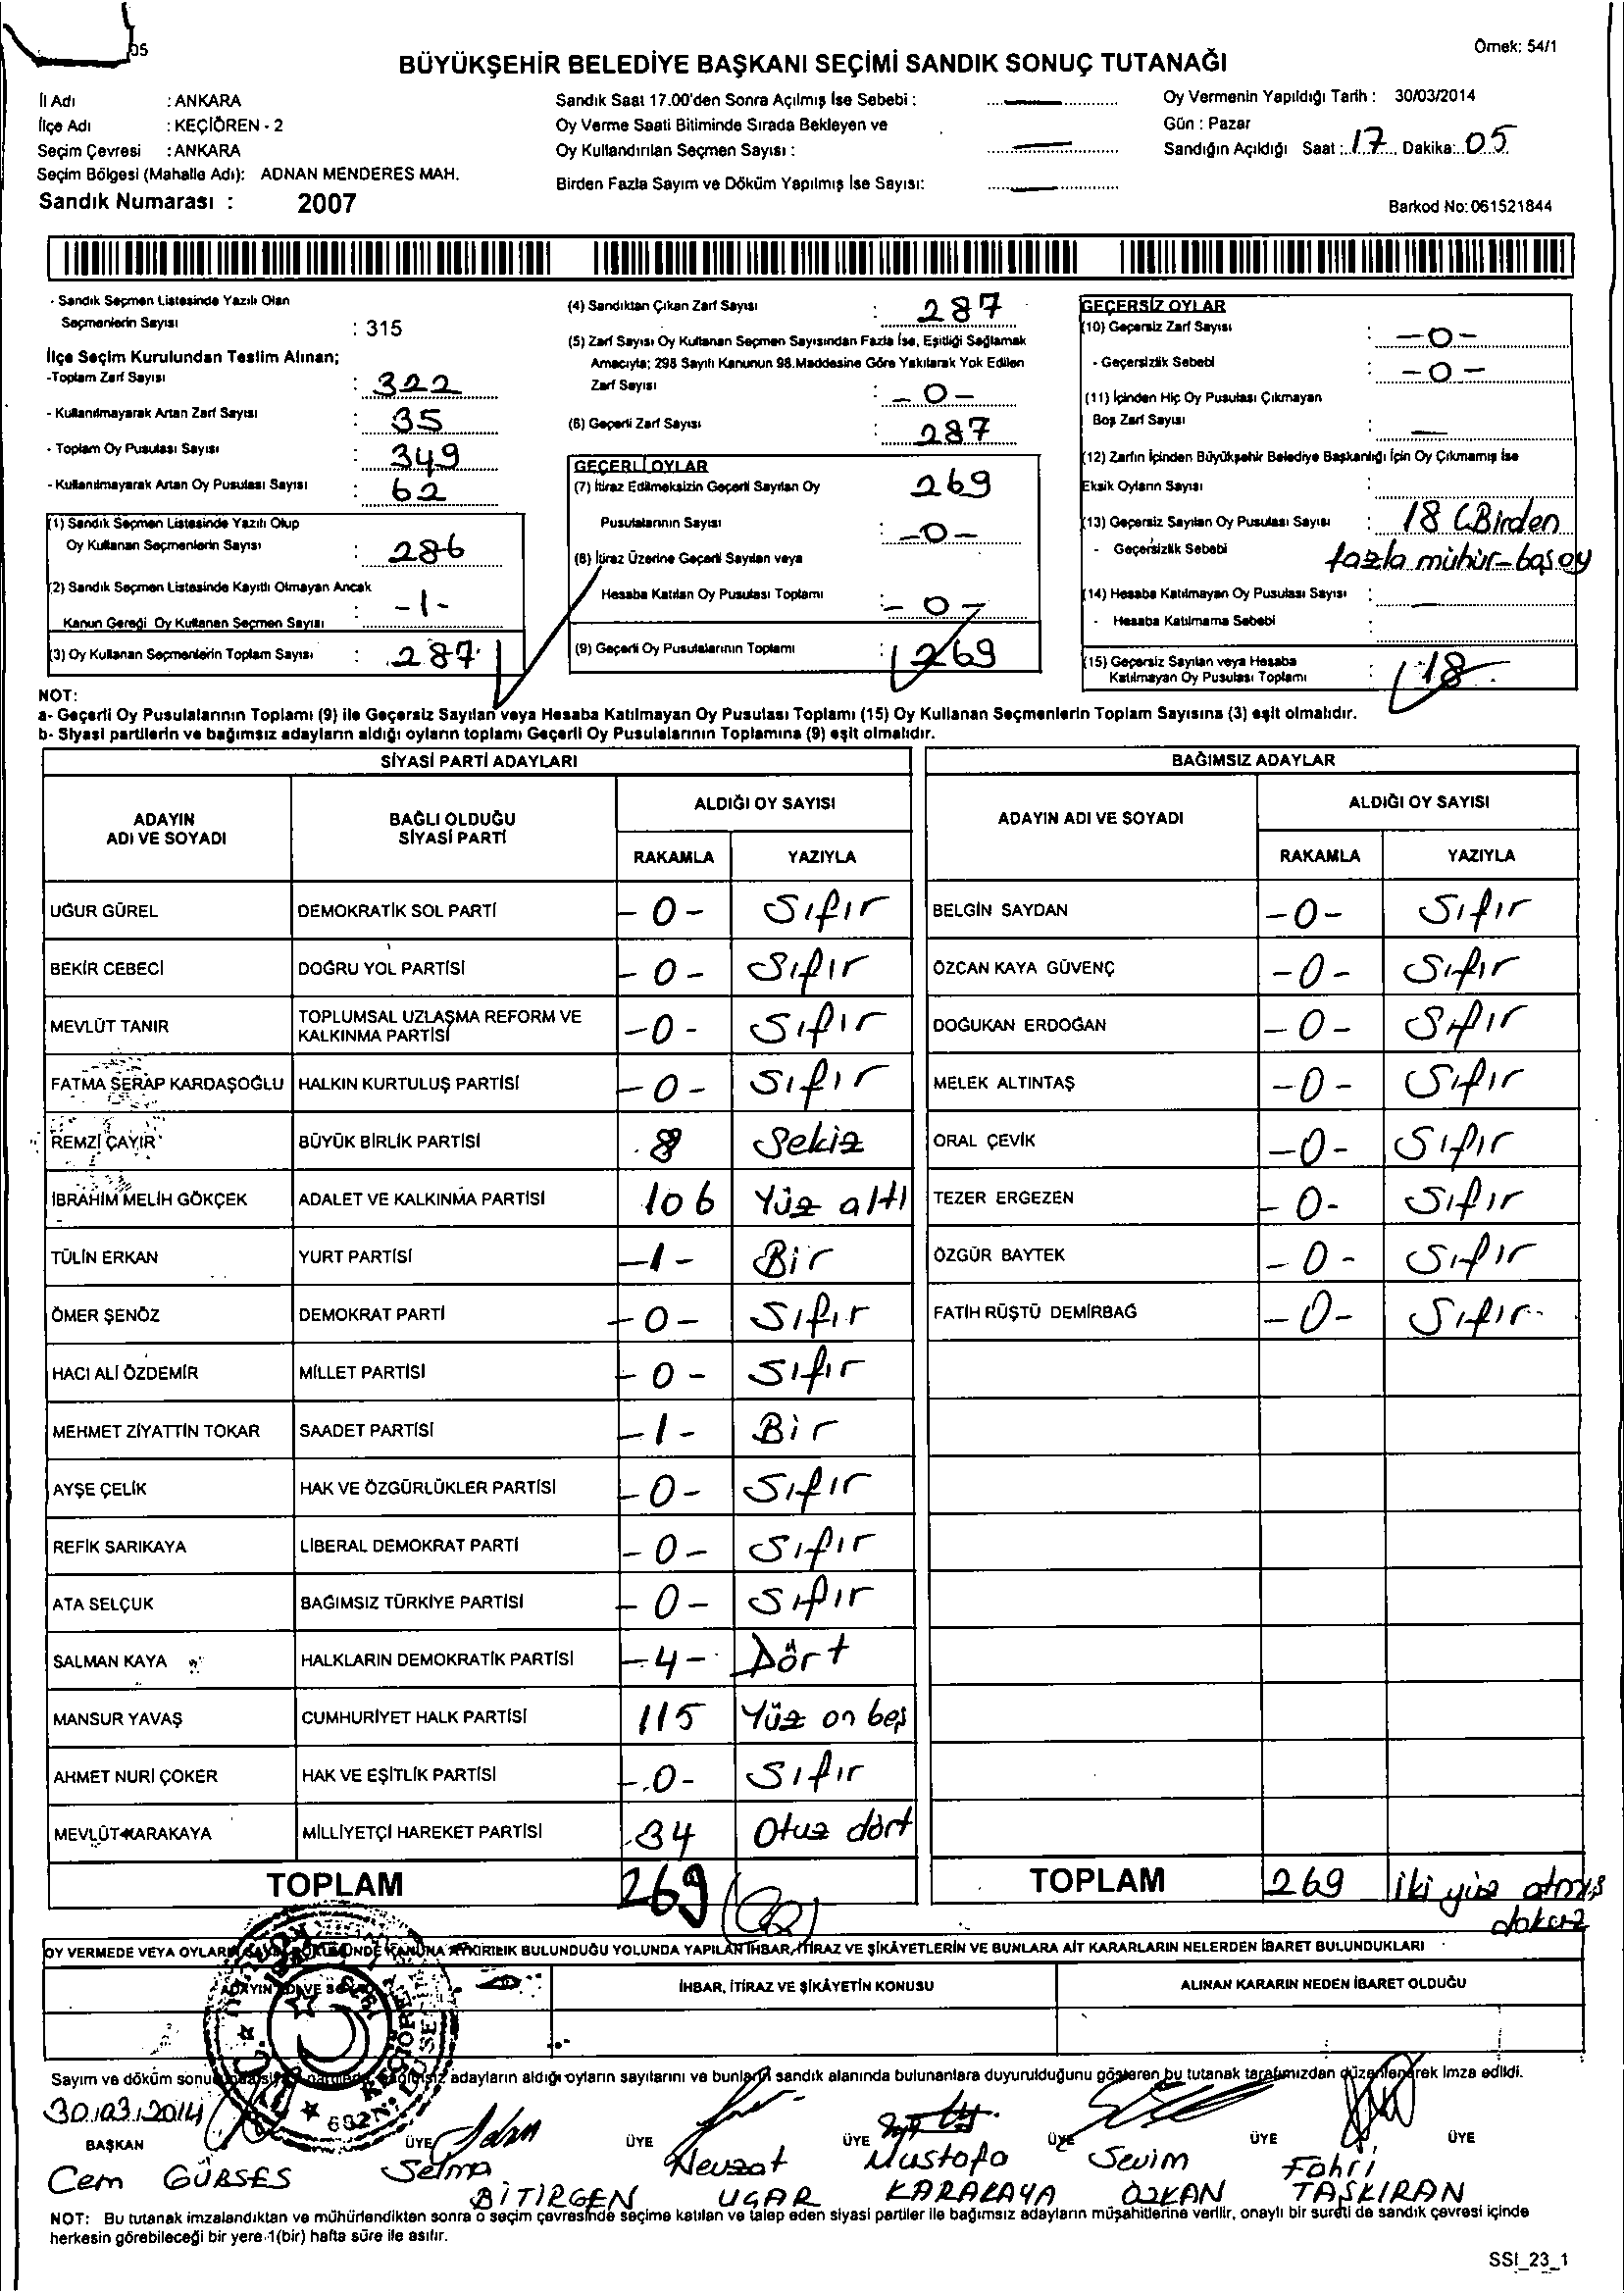 05
Örnek: 54/1
BÜYÜKŞEHİR BELEDİYE BAŞKANI SEÇİMİ SANDIK SONUÇ TUTANAĞI
İl Adı : ANKARA
İlçe Adı : KEÇİÖREN - 2
Seçim Çevresi : ANKARA
Seçim Bölgesi (Mahalle Adı): ADNAN MENDERES MAH.
Sandık Numarası : 2007
Sandık Saat 17.00'den Sonra Açılmış İse Sebebi :
Oy Verme Saati Bitiminde Sırada Bekleyen ve
Oy Kullandırılan Seçmen Sayısı :
Birden Fazla Sayım ve Döküm Yapılmış İse Sayısı:
Oy Vermenin Yapıldığı Tarih : 30/03/2014
Gün : Pazar
Sandığın Açıldığı Saat : 17 Dakika: 05
Barkod No: 061521844
- Sandık Seçmen Listesinde Yazılı Olan
Seçmenlerin Sayısı : 315
İlçe Seçim Kurulundan Teslim Alınan;
-Toplam Zarf Sayısı : 322
- Kullanılmayarak Artan Zarf Sayısı : 35
- Toplam Oy Pusulası Sayısı : 349
- Kullanılmayarak Artan Oy Pusulası Sayısı : 62
(1) Sandık Seçmen Listesinde Yazılı Olup
Oy Kullanan Seçmenlerin Sayısı : 286
(2) Sandık Seçmen Listesinde Kayıtlı Olmayan Ancak
Kanun Gereği Oy Kullanan Seçmen Sayısı : -1-
(3) Oy Kullanan Seçmenlerin Toplam Sayısı : 287
(4) Sandıktan Çıkan Zarf Sayısı : 287
(5) Zarf Sayısı Oy Kullanan Seçmen Sayısından Fazla İse, Eşitliği Sağlamak
Amacıyla; 298 Sayılı Kanunun 98.Maddesine Göre Yakılarak Yok Edilen
Zarf Sayısı : -0-
(6) Geçerli Zarf Sayısı : 287
GEÇERLİ OYLAR
(7) İtiraz Edilmeksizin Geçerli Sayılan Oy 269
Pusulalarının Sayısı : -0-
(8) İtiraz Üzerine Geçerli Sayılan veya
Hesaba Katılan Oy Pusulası Toplamı : -0-
(9) Geçerli Oy Pusulalarının Toplamı : 269
GEÇERSİZ OYLAR
(10) Geçersiz Zarf Sayısı : -0-
- Geçersizlik Sebebi : -0-
(11) İçinden Hiç Oy Pusulası Çıkmayan
Boş Zarf Sayısı : —
(12) Zarfın İçinden Büyükşehir Belediye Başkanlığı İçin Oy Çıkmamış İse
Eksik Oyların Sayısı :
(13) Geçersiz Sayılan Oy Pusulası Sayısı : 18 (Birden
- Geçersizlik Sebebi fazla mühür-boş oy
(14) Hesaba Katılmayan Oy Pusulası Sayısı : —
- Hesaba Katılmama Sebebi :
(15) Geçersiz Sayılan veya Hesaba
Katılmayan Oy Pusulası Toplamı : 18
NOT:
a- Geçerli Oy Pusulalarının Toplamı (9) ile Geçersiz Sayılan veya Hesaba Katılmayan Oy Pusulası Toplamı (15) Oy Kullanan Seçmenlerin Toplam Sayısına (3) eşit olmalıdır.
b- Siyasi partilerin ve bağımsız adayların aldığı oyların toplamı Geçerli Oy Pusulalarının Toplamına (9) eşit olmalıdır.
SİYASİ PARTİ ADAYLARI
ADAYIN ADI VE SOYADI BAĞLI OLDUĞU SİYASİ PARTİ ALDIĞI OY SAYISI
RAKAMLA YAZIYLA
UĞUR GÜREL DEMOKRATİK SOL PARTİ -0- Sıfır
BEKİR CEBECİ DOĞRU YOL PARTİSİ -0- Sıfır
MEVLÜT TANIR TOPLUMSAL UZLAŞMA REFORM VE KALKINMA PARTİSİ -0- Sıfır
FATMA SERAP KARDAŞOĞLU HALKIN KURTULUŞ PARTİSİ -0- Sıfır
REMZİ ÇAYIR BÜYÜK BİRLİK PARTİSİ 8 Sekiz
İBRAHİM MELİH GÖKÇEK ADALET VE KALKINMA PARTİSİ 106 Yüz altı
TÜLİN ERKAN YURT PARTİSİ -1- Bir
ÖMER ŞENÖZ DEMOKRAT PARTİ -0- Sıfır
HACI ALİ ÖZDEMİR MİLLET PARTİSİ -0- Sıfır
MEHMET ZİYATTİN TOKAR SAADET PARTİSİ -1- Bir
AYŞE ÇELİK HAK VE ÖZGÜRLÜKLER PARTİSİ -0- Sıfır
REFİK SARIKAYA LİBERAL DEMOKRAT PARTİ -0- Sıfır
ATA SELÇUK BAĞIMSIZ TÜRKİYE PARTİSİ -0- Sıfır
SALMAN KAYA HALKLARIN DEMOKRATİK PARTİSİ -4- Dört
MANSUR YAVAŞ CUMHURİYET HALK PARTİSİ 115 Yüz on beş
AHMET NURİ ÇOKER HAK VE EŞİTLİK PARTİSİ -0- Sıfır
MEVLÜT KARAKAYA MİLLİYETÇİ HAREKET PARTİSİ 34 Otuz dört
TOPLAM 269
BAĞIMSIZ ADAYLAR
ADAYIN ADI VE SOYADI ALDIĞI OY SAYISI
RAKAMLA YAZIYLA
BELGİN SAYDAN -0- Sıfır
ÖZCAN KAYA GÜVENÇ -0- Sıfır
DOĞUKAN ERDOĞAN -0- Sıfır
MELEK ALTINTAŞ -0- Sıfır
ORAL ÇEVİK -0- Sıfır
TEZER ERGEZEN -0- Sıfır
ÖZGÜR BAYTEK -0- Sıfır
FATİH RÜŞTÜ DEMİRBAĞ -0- Sıfır
TOPLAM 269 iki yüz atmış
dokuz
OY VERMEDE VEYA OYLARIN KANUNA AYKIRILIK BULUNDUĞU YOLUNDA YAPILAN İHBAR, İTİRAZ VE ŞİKÂYETLERİN VE BUNLARA AİT KARARLARIN NELERDEN İBARET BULUNDUKLARI
ADAYIN ADI VE İHBAR, İTİRAZ VE ŞİKÂYETİN KONUSU ALINAN KARARIN NEDEN İBARET OLDUĞU
Sayım ve döküm adayların aldığı oyların sayılarını ve bunların sandık alanında bulunanlara duyurulduğunu gösteren bu tutanak tarafımızdan düzenlenerek imza edildi.
30.03.2014
BAŞKAN ÜYE ÜYE ÜYE ÜYE ÜYE ÜYE
Cem GÜRSES Selma BİTİRGEN Nevzat UÇAR Mustafa KARAKAYA Sevim ÖZKAN Fahri TAŞKIRAN
NOT: Bu tutanak imzalandıktan ve mühürlendikten sonra o seçim çevresinde seçime katılan ve talep eden siyasi partiler ile bağımsız adayların müşahitlerine verilir, onaylı bir sureti de sandık çevresi içinde
herkesin görebileceği bir yere 1(bir) hafta süre ile asılır.
SSI_23_1